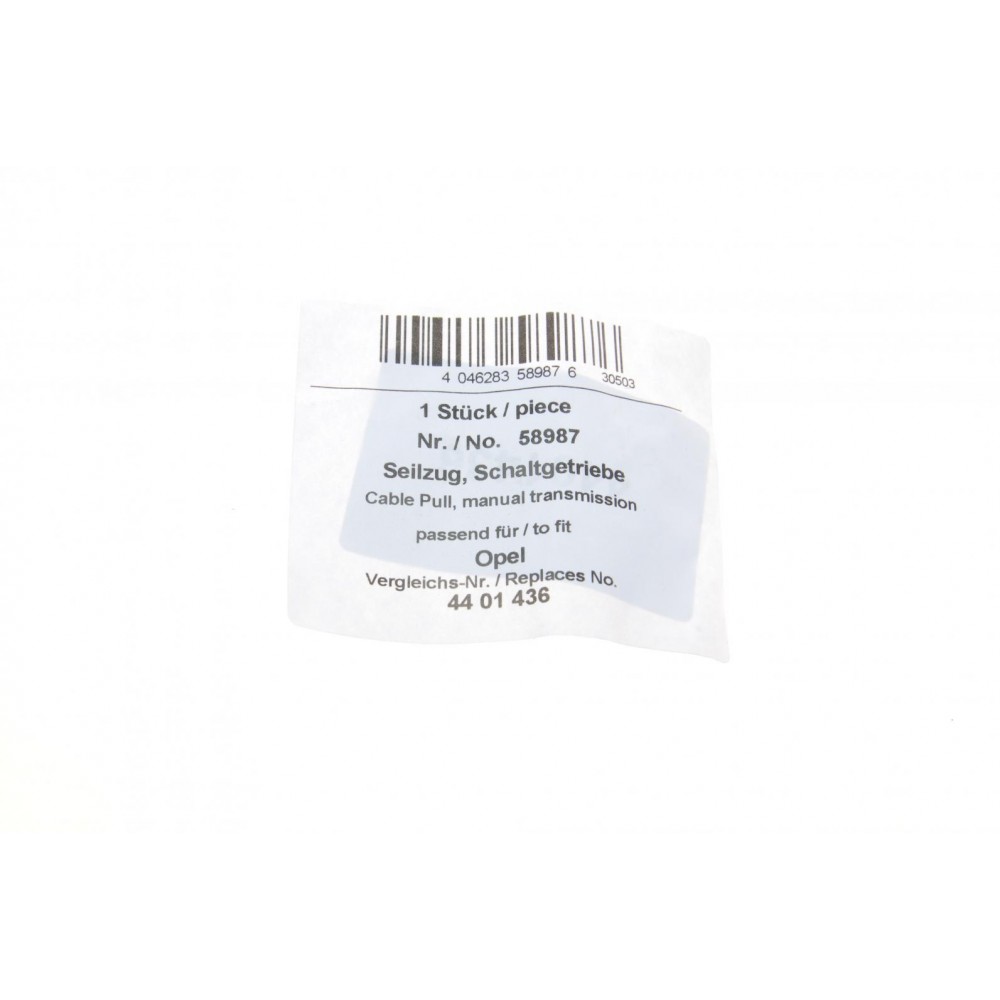 4 046283 58987 6 30503
1 Stück / piece
Nr. / No. 58987
Seilzug, Schaltgetriebe
Cable Pull, manual transmission
passend für / to fit
Opel
Vergleichs-Nr. / Replaces No.
44 01 436